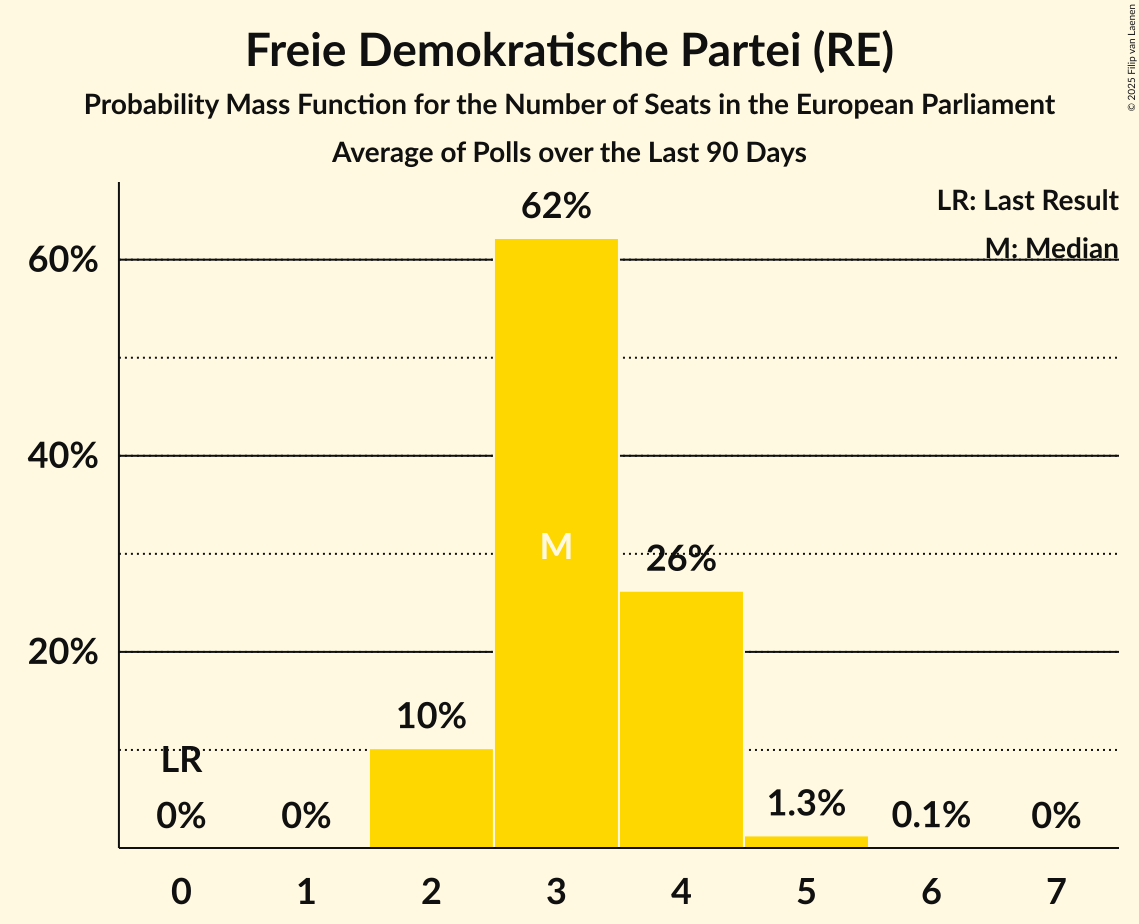 Freie Demokratische Partei (RE)
Probability Mass Function for the Number of Seats in the European Parliament
Average of Polls over the Last 90 Days
© 2025 Filip van Laenen
LR: Last Result
M: Median
62%
60%
40%
M
26%
20%
10%
LR
0%
0%
1.3%
0.1%
0%
0 1 2 3 4 5 6 7